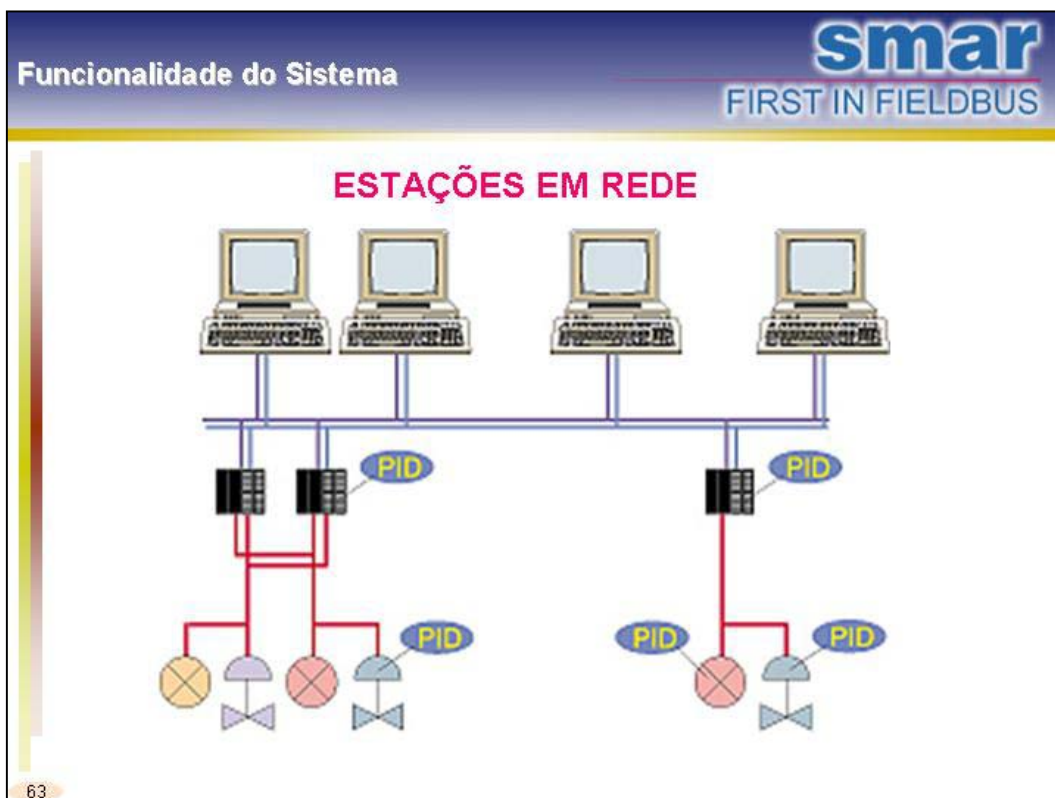 Funcionalidade do Sistema
smar
FIRST IN FIELDBUS
ESTAÇÕES EM REDE
PID
PID
PID
PID
PID
63